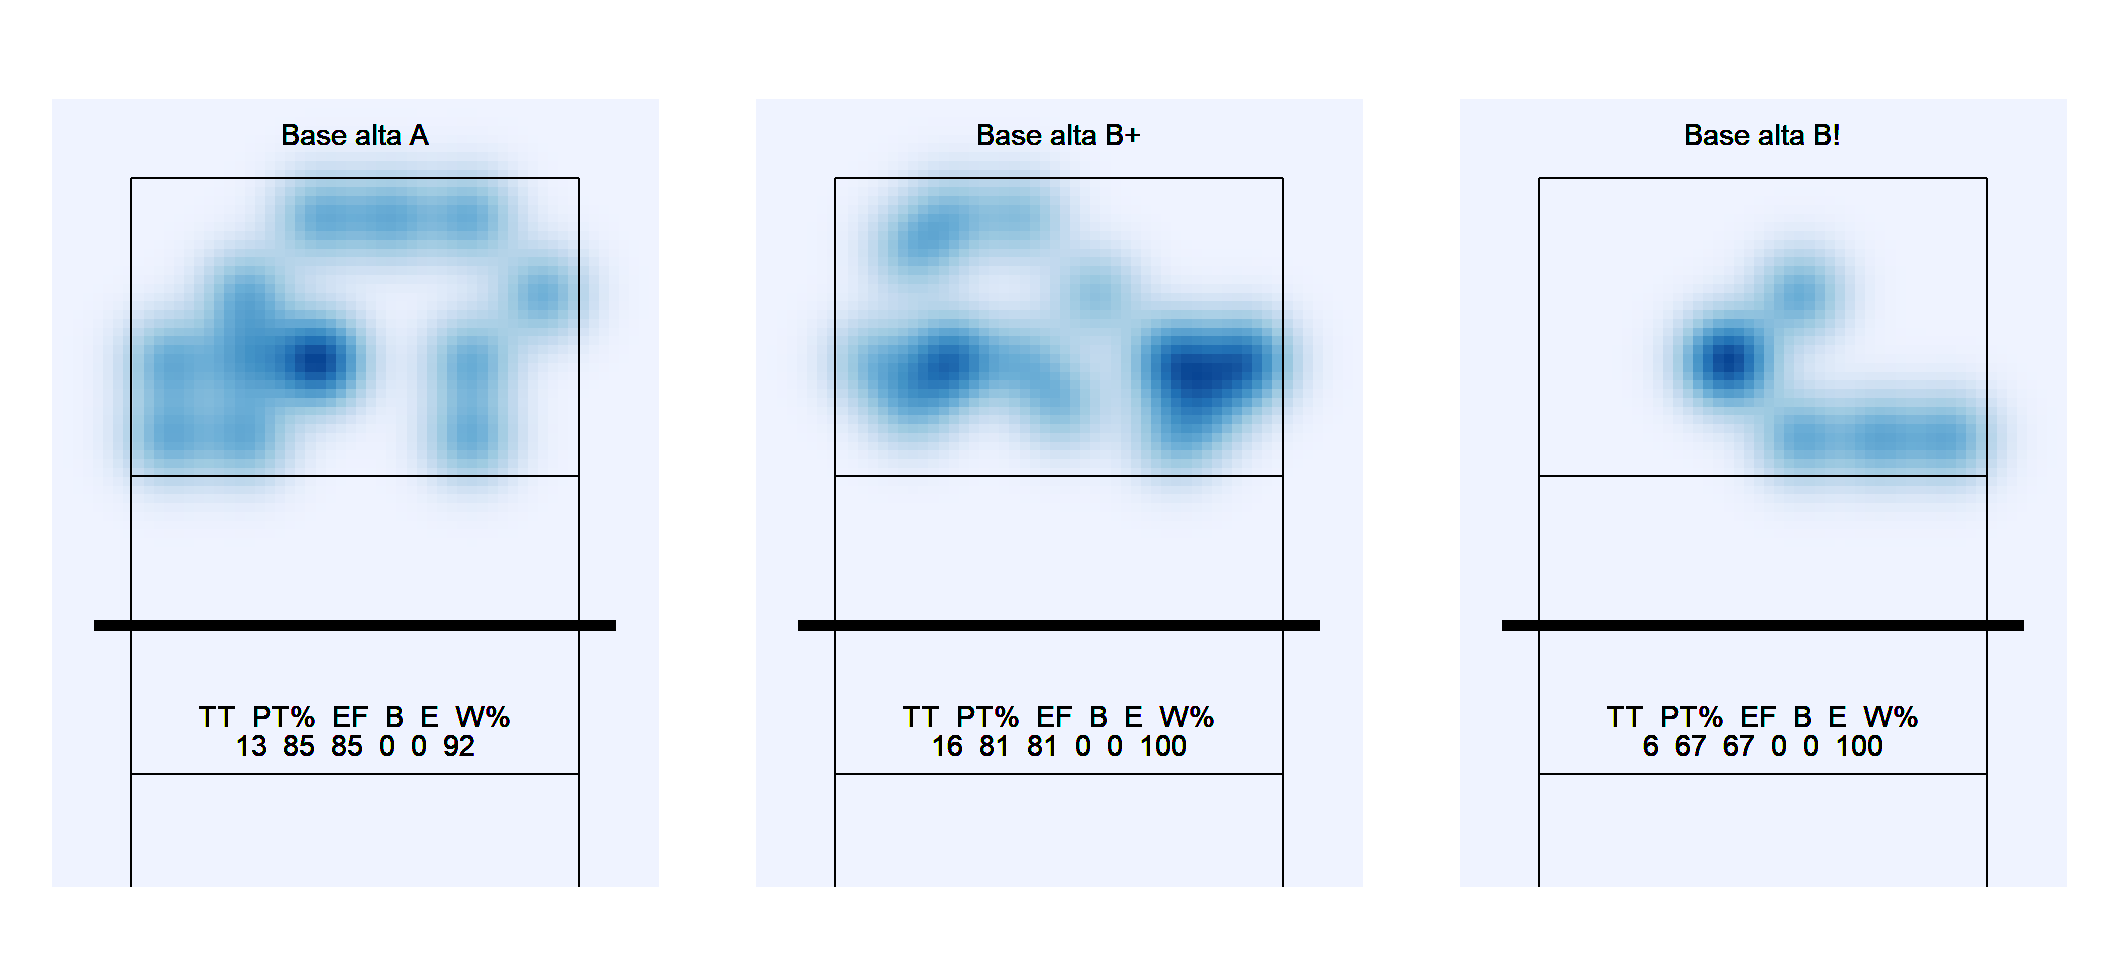 Base alta A
TT PT% EF B E W%
13 85 85 0 0 92
Base alta B+
TT PT% EF B E W%
16 81 81 0 0 100
Base alta B!
TT PT% EF B E W%
6 67 67 0 0 100